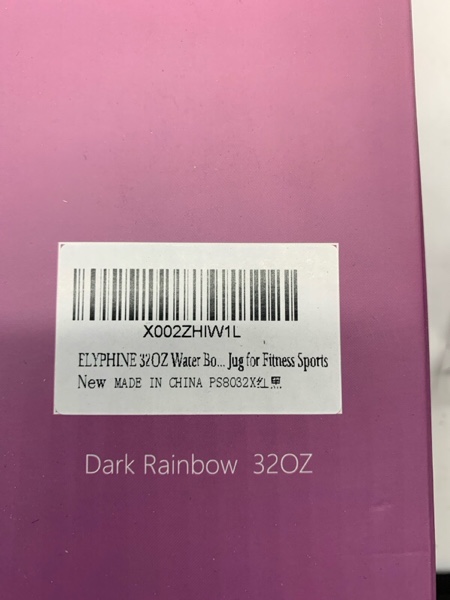 X002ZHIW1L
ELYPHINE 32OZ Water Bo... Jug for Fitness Sports
New MADE IN CHINA PS8032X红黑
Dark Rainbow 32OZ